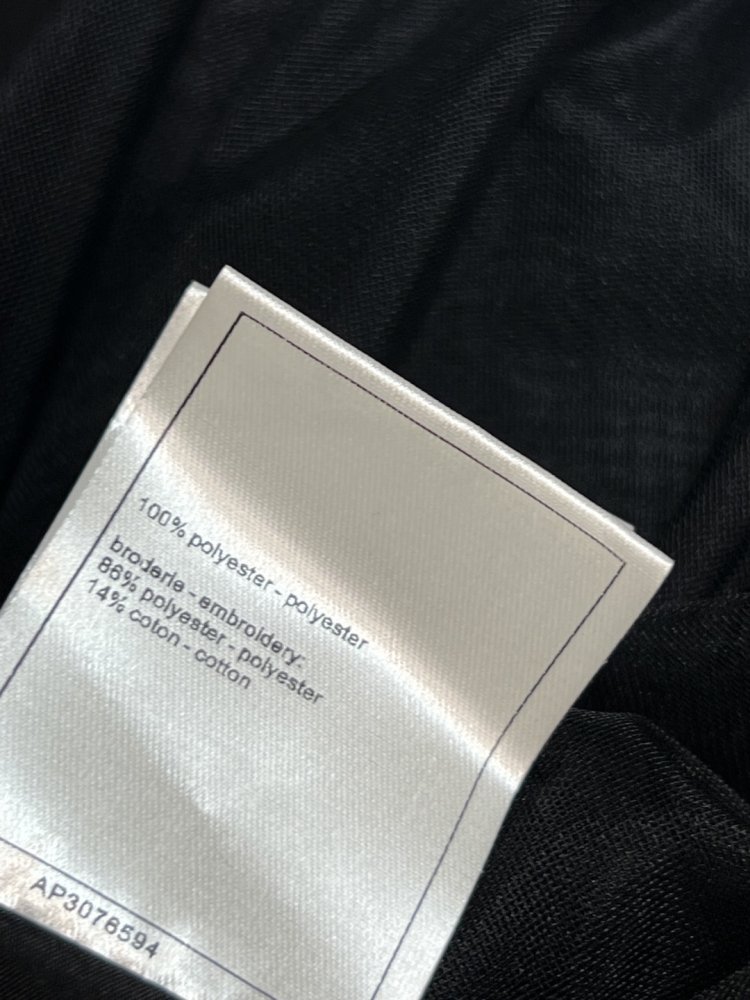 100% polyester - polyester
broderie - embroidery:
86% polyester - polyester
14% coton - cotton
AP3076594